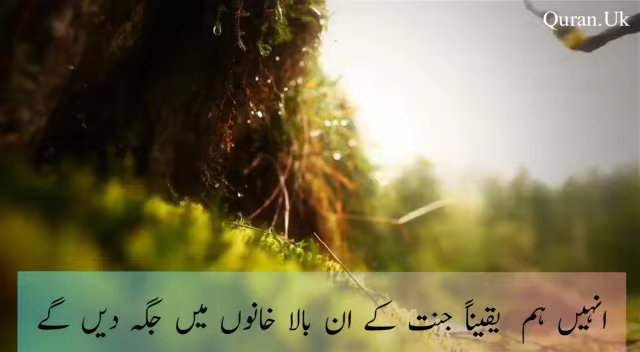 Quran.Uk
انہیں ہم یقیناً جنت کے ان بالا خانوں میں جگہ دیں گے